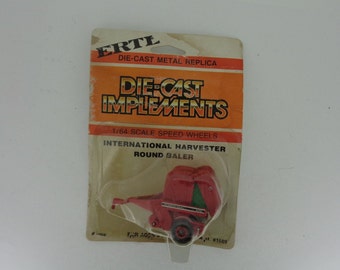 ERTL
DIE-CAST METAL REPLICA
DIE-CAST
IMPLEMENTS
1/64 SCALE SPEED WHEELS
INTERNATIONAL HARVESTER
ROUND BALER